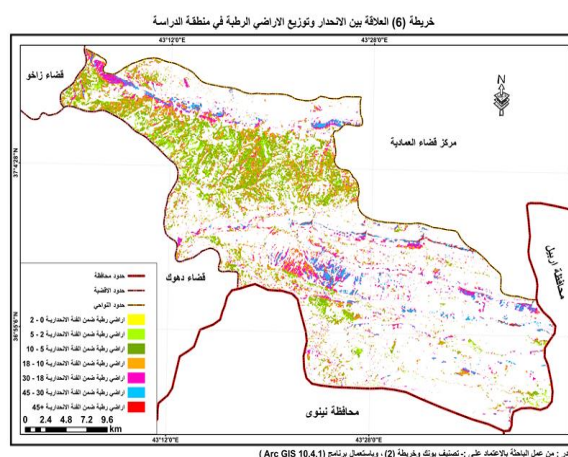 خريطة (6) العلاقة بين الانحدار وتوزيع الاراضي الرطبة في منطقة الدراسة
43°12'0"E
43°28'0"E
قضاء زاخو
N
مركز قضاء العمادية
37°4'28"N
محافظة اربيل
قضاء دهوك
حدود محافظة
حدود الاقضية
حدود النواحي
اراضي رطبة ضمن الفئة الانحدارية 0 - 2
اراضي رطبة ضمن الفئة الانحدارية 2 - 5
اراضي رطبة ضمن الفئة الانحدارية 5 - 10
اراضي رطبة ضمن الفئة الانحدارية 10 - 18
اراضي رطبة ضمن الفئة الانحدارية 18 - 30
اراضي رطبة ضمن الفئة الانحدارية 30 - 45
اراضي رطبة ضمن الفئة الانحدارية 45+
0 2.4 4.8 7.2 9.6
km
محافظة نينوى
43°12'0"E
43°28'0"E
در : من عمل الباحثة بالاعتماد على :- تصنيف يونك وخريطة (2) ، وباستعمال برنامج (Arc GIS 10.4.1)